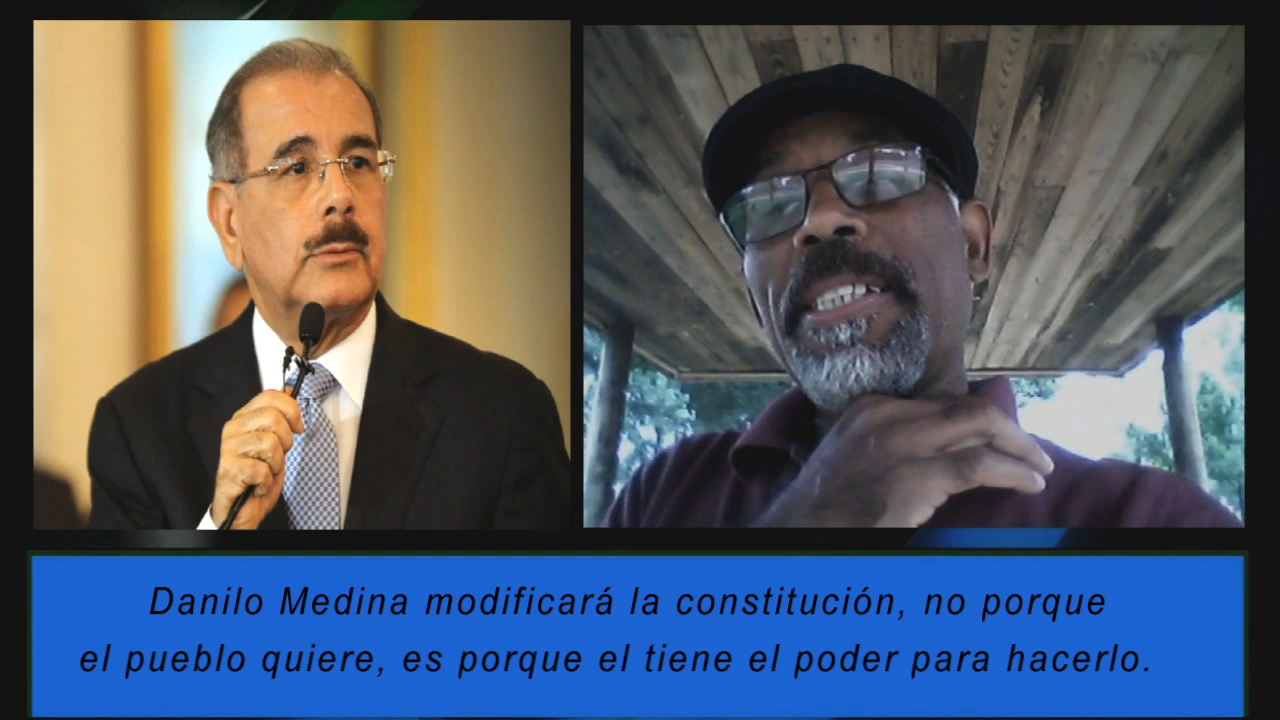 Danilo Medina modificará la constitución, no porque
el pueblo quiere, es porque el tiene el poder para hacerlo.